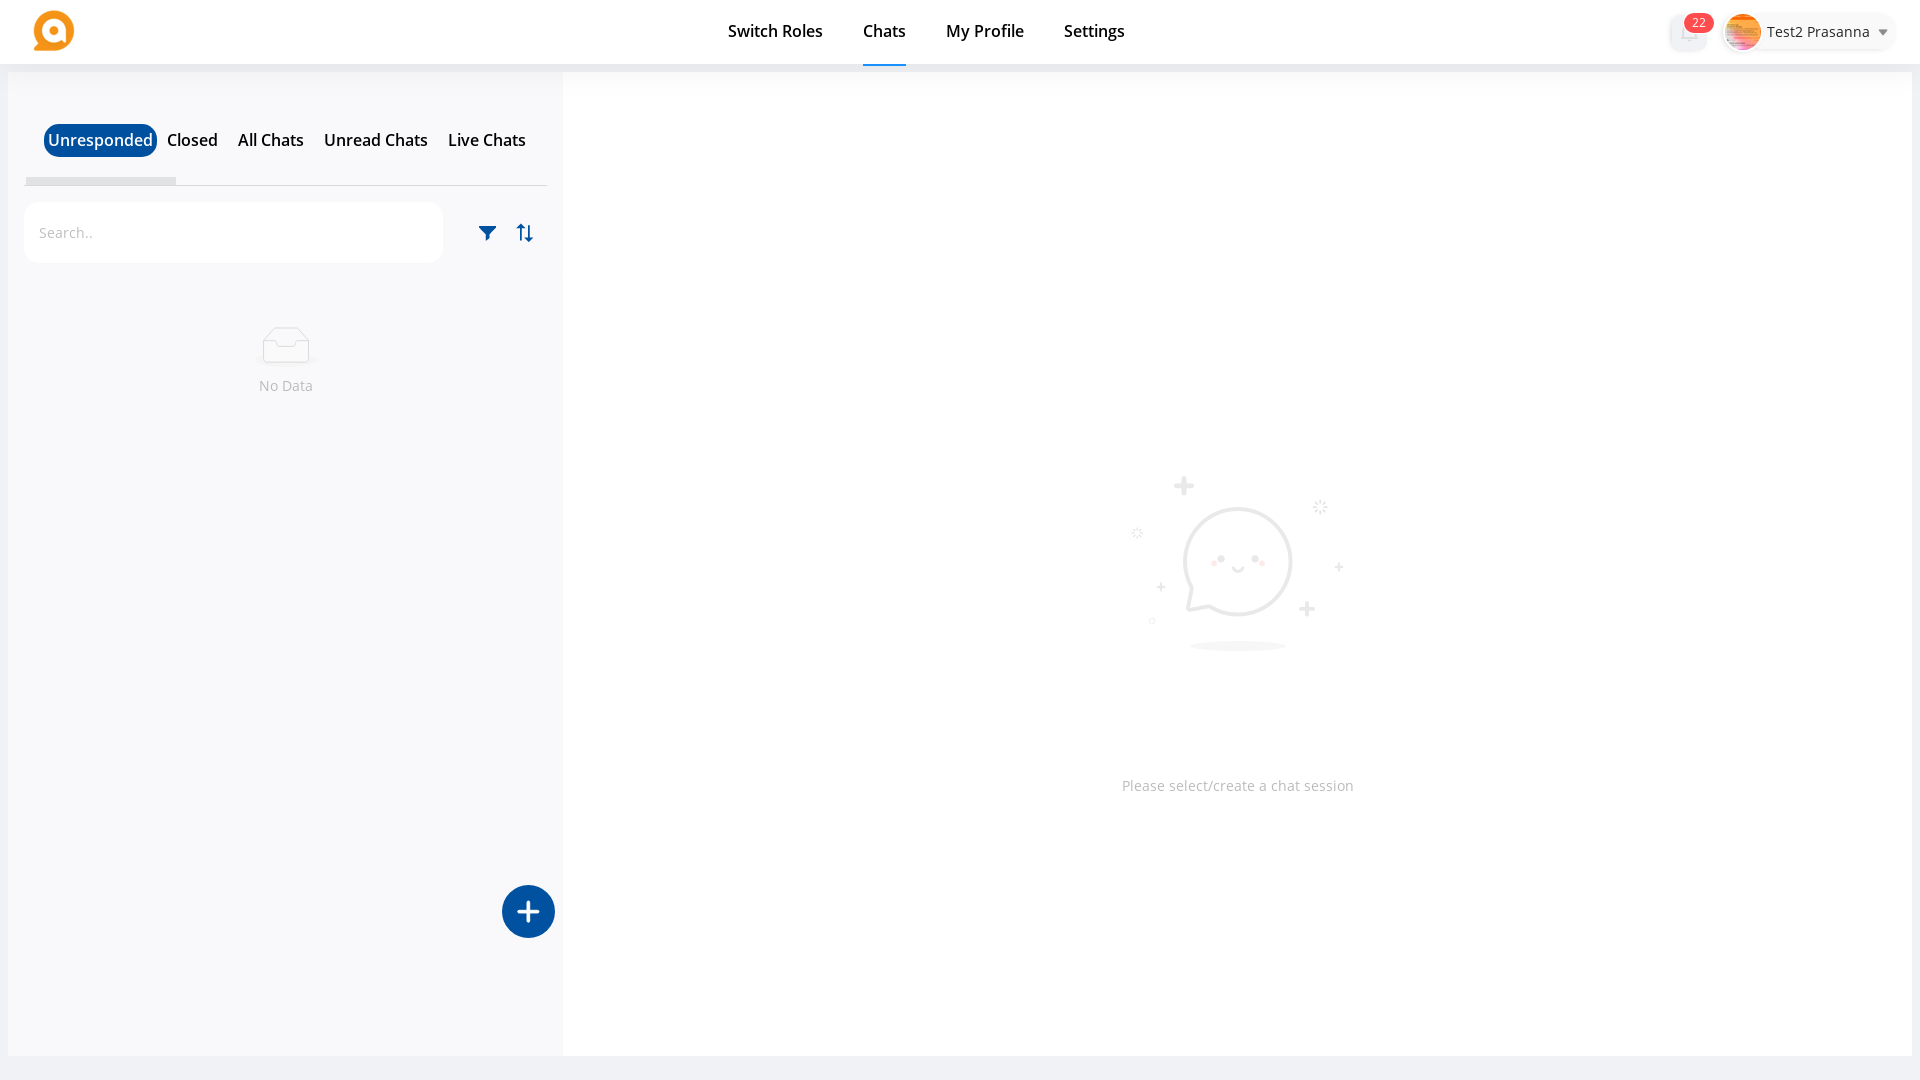 Switch Roles
Chats
My Profile
Settings
22
Test2 Prasanna
Unresponded
Closed
All Chats
Unread Chats
Live Chats
Search..
No Data
Please select/create a chat session